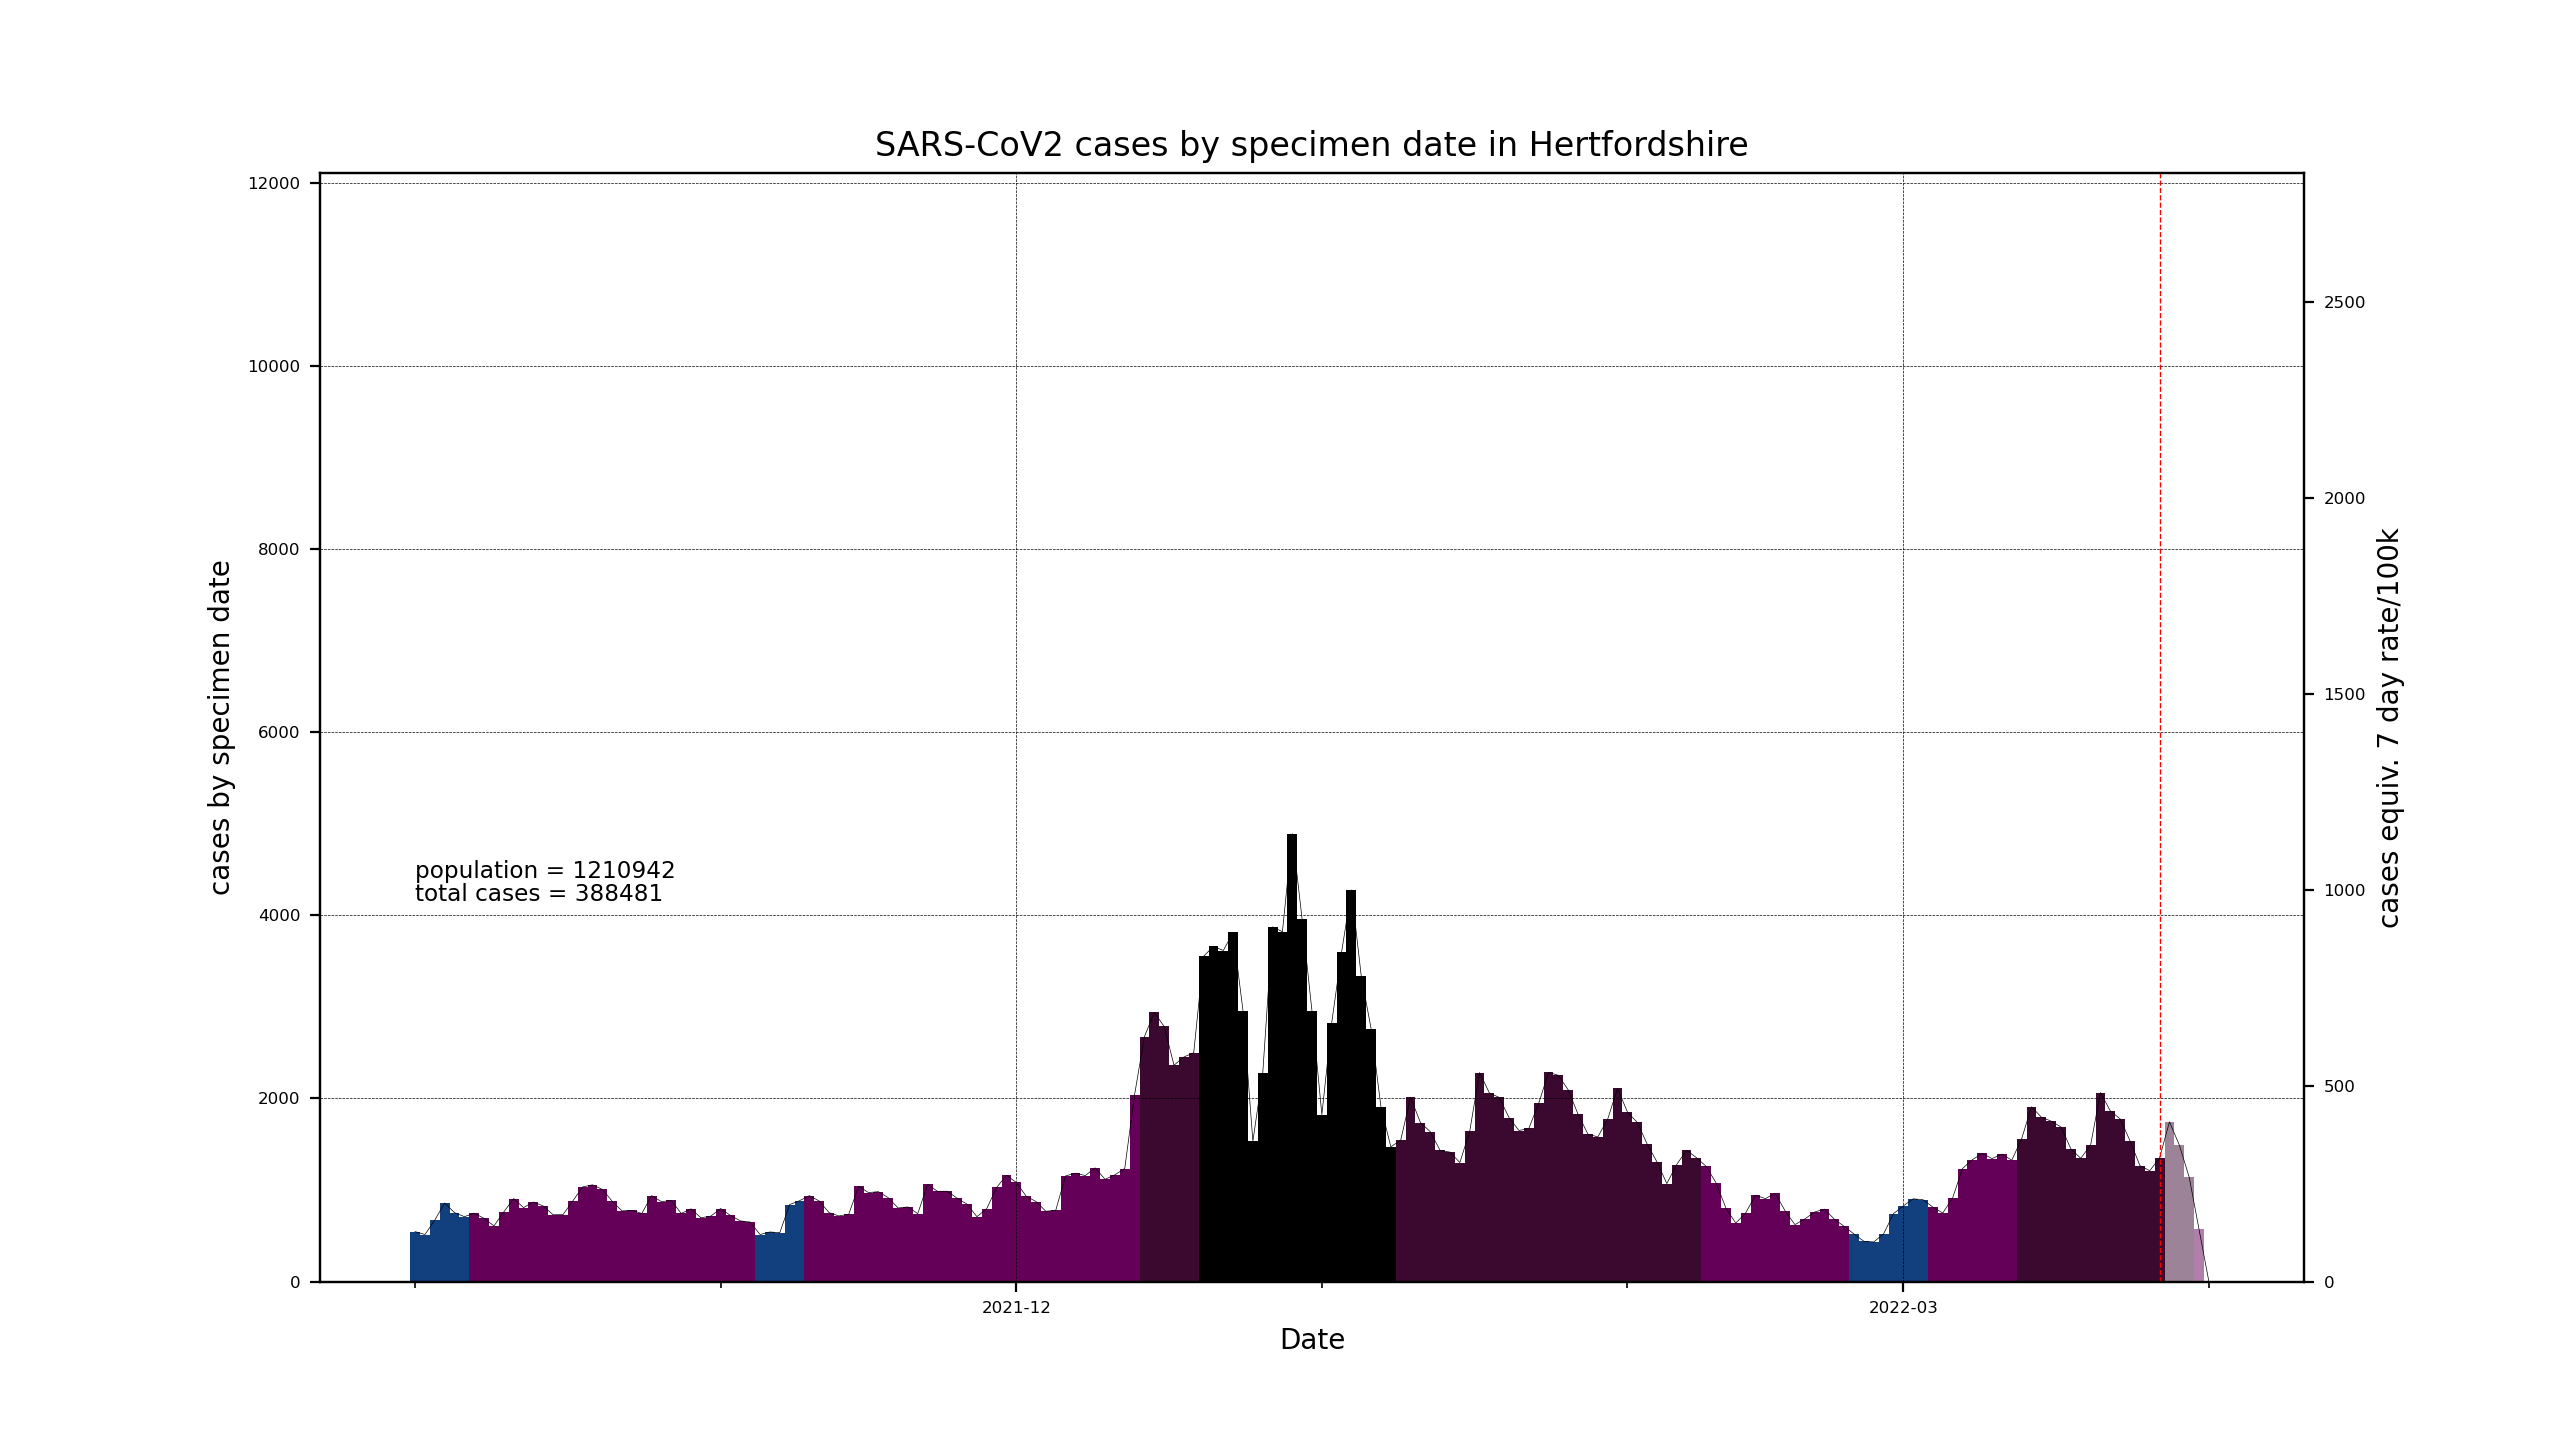 SARS-CoV2 cases by specimen date in Hertfordshire
12000
10000
8000
6000
4000
2000
0
cases by specimen date
population = 1210942
total cases = 388481
2500
2000
1500
1000
500
0
cases equiv. 7 day rate/100k
2021-12
2022-03
Date